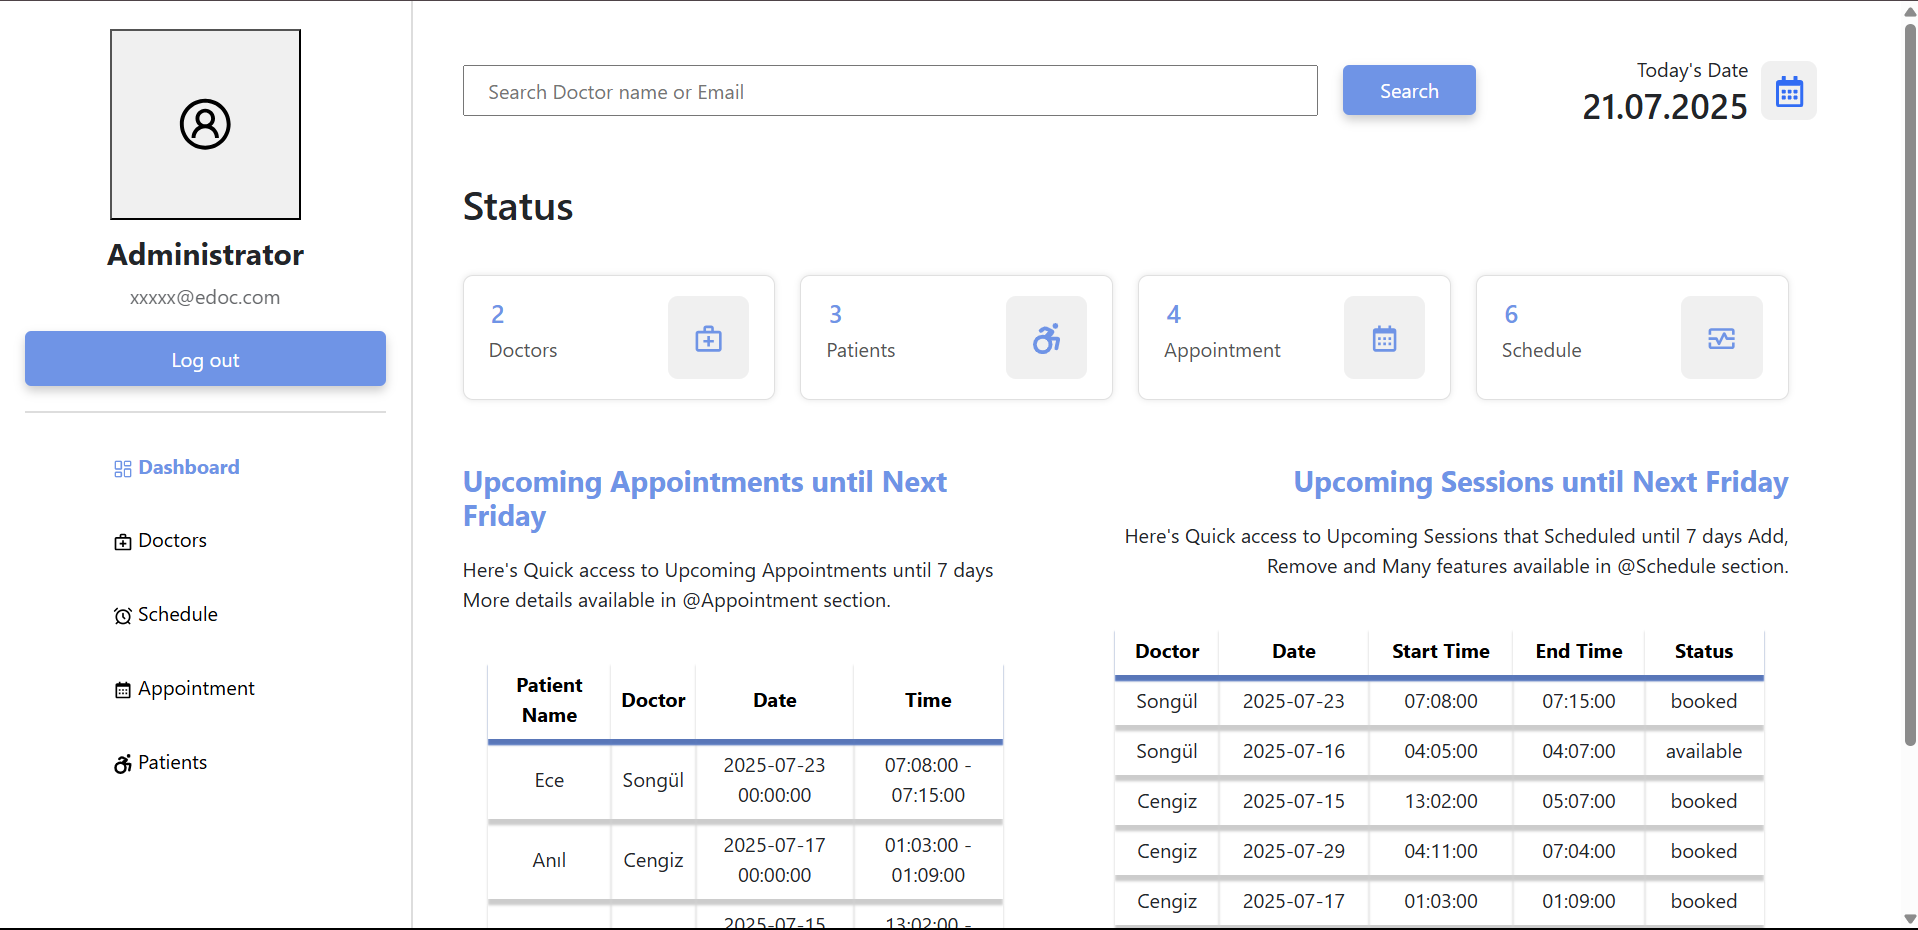 Administrator
xxxxx@edoc.com
Log out
Dashboard
Doctors
Schedule
Appointment
Patients
Search Doctor name or Email
Search
Today's Date
21.07.2025
Status
2
Doctors
3
Patients
4
Appointment
6
Schedule
Upcoming Appointments until Next
Friday
Here's Quick access to Upcoming Appointments until 7 days
More details available in @Appointment section.
Patient Name Doctor Date Time
Ece Songül 2025-07-23 00:00:00 07:08:00 - 07:15:00
Anıl Cengiz 2025-07-17 00:00:00 01:03:00 - 01:09:00
2025-07-15 13:02:00 -
Upcoming Sessions until Next Friday
Here's Quick access to Upcoming Sessions that Scheduled until 7 days Add,
Remove and Many features available in @Schedule section.
Doctor Date Start Time End Time Status
Songül 2025-07-23 07:08:00 07:15:00 booked
Songül 2025-07-16 04:05:00 04:07:00 available
Cengiz 2025-07-15 13:02:00 05:07:00 booked
Cengiz 2025-07-29 04:11:00 07:04:00 booked
Cengiz 2025-07-17 01:03:00 01:09:00 booked